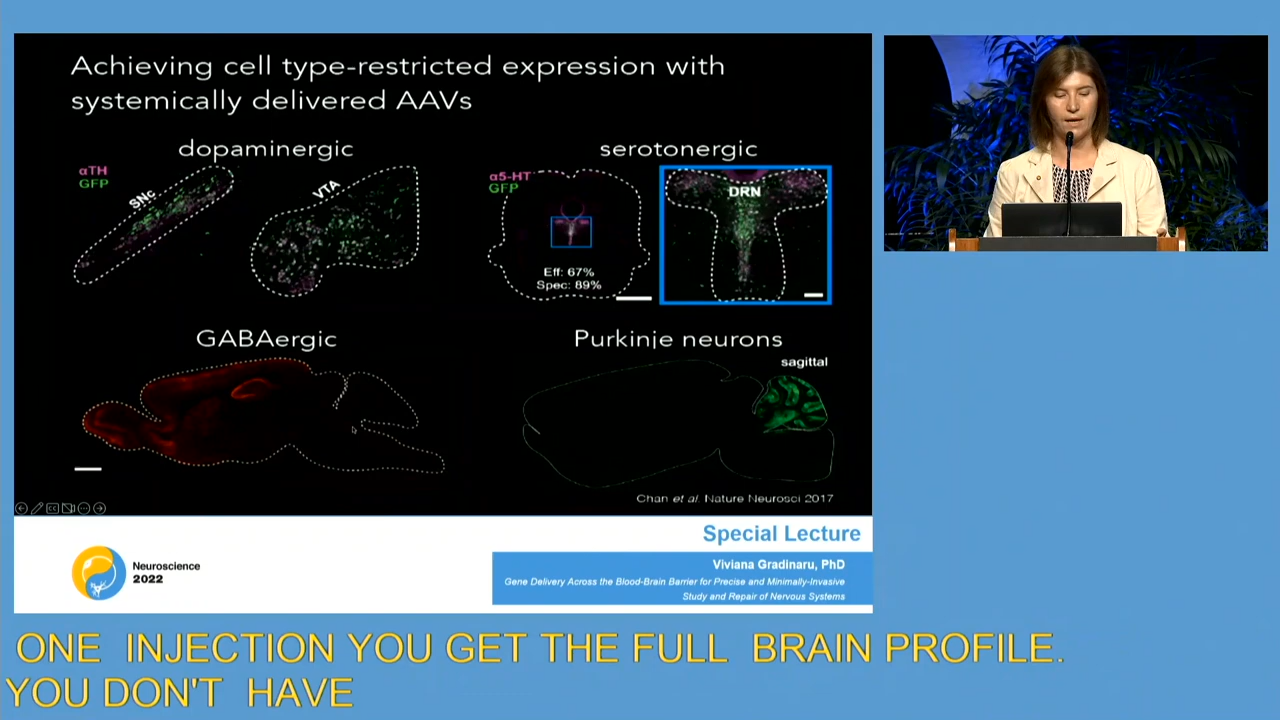 Achieving cell type-restricted expression with
systemically delivered AAVs
dopaminergic
αTH
GFP
SNc
VTA
serotonergic
α5-HT
GFP
Eff: 67%
Spec: 89%
DRN
GABAergic
Purkinje neurons
sagittal
Chan et al. Nature Neurosci 2017
Special Lecture
Neuroscience
2022
Viviana Gradinaru, PhD
Gene Delivery Across the Blood-Brain Barrier for Precise and Minimally-Invasive
Study and Repair of Nervous Systems
ONE INJECTION YOU GET THE FULL BRAIN PROFILE.
YOU DON'T HAVE